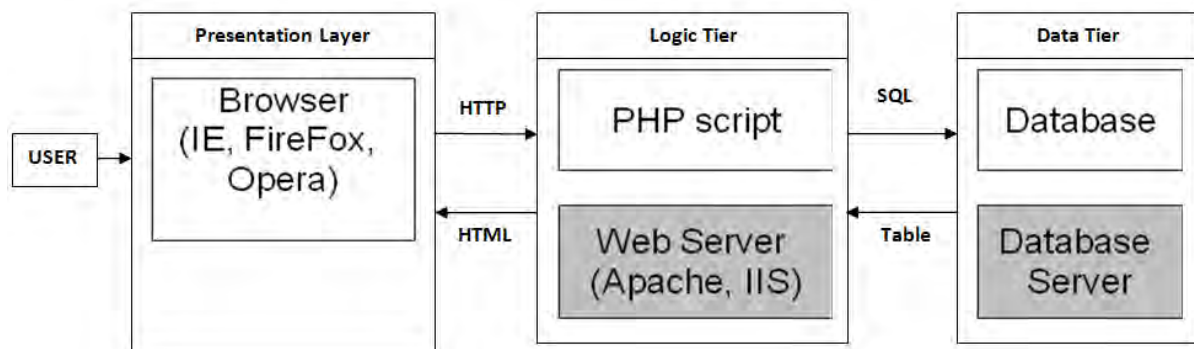 Presentation Layer
Logic Tier
Data Tier
USER
Browser
(IE, FireFox,
Opera)
HTTP
HTML
PHP script
Web Server
(Apache, IIS)
SQL
Table
Database
Database
Server